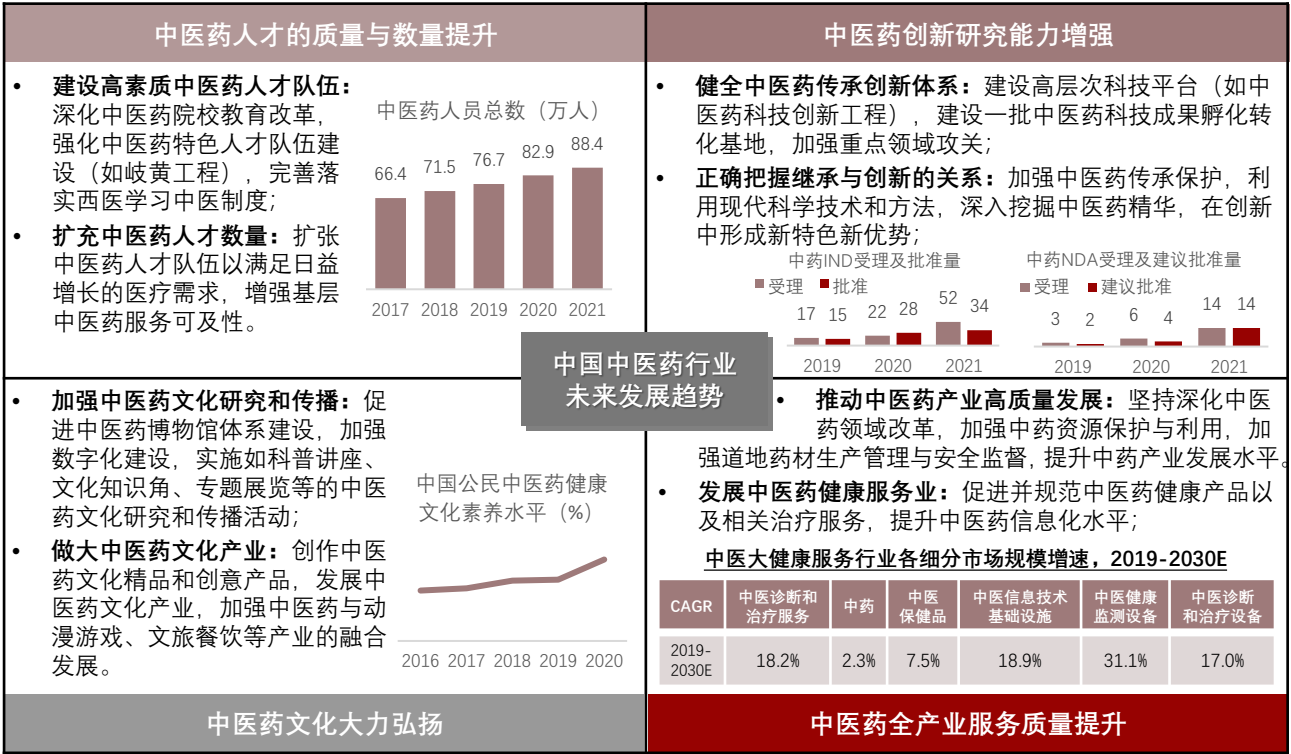 中医药人才的质量与数量提升
• 建设高素质中医药人才队伍：
深化中医药院校教育改革，
强化中医药特色人才队伍建
设（如岐黄工程），完善落
实西医学习中医制度；
• 扩充中医药人才数量：扩张
中医药人才队伍以满足日益
增长的医疗需求，增强基层
中医药服务可及性。
中医药人员总数（万人）
66.4 71.5 76.7 82.9 88.4
2017 2018 2019 2020 2021
中医药创新研究能力增强
• 健全中医药传承创新体系：建设高层次科技平台（如中
医药科技创新工程），建设一批中医药科技成果孵化转
化基地，加强重点领域攻关；
• 正确把握继承与创新的关系：加强中医药传承保护，利
用现代科学技术和方法，深入挖掘中医药精华，在创新
中形成新特色新优势；
中药IND受理及批准量
受理 批准
17 15 22 28 52 34
2019 2020 2021
中药NDA受理及建议批准量
受理 建议批准
3 2 6 4 14 14
2019 2020 2021
中国中医药行业
未来发展趋势
• 加强中医药文化研究和传播：促
进中医药博物馆体系建设，加强
数字化建设，实施如科普讲座、
文化知识角、专题展览等的中医
药文化研究和传播活动；
• 做大中医药文化产业：创作中医
药文化精品和创意产品，发展中
医药文化产业，加强中医药与动
漫游戏、文旅餐饮等产业的融合
发展。
中国公民中医药健康
文化素养水平（%）
2016 2017 2018 2019 2020
中医药文化大力弘扬
• 推动中医药产业高质量发展：坚持深化中医
药领域改革，加强中药资源保护与利用，加
强道地药材生产管理与安全监督，提升中药产业发展水平。
• 发展中医药健康服务业：促进并规范中医药健康产品以
及相关治疗服务，提升中医药信息化水平；
中医大健康服务行业各细分市场规模增速，2019-2030E
CAGR 中医诊断和治疗服务 中药 中医保健品 中医信息技术基础设施 中医健康监测设备 中医诊断和治疗设备
2019-2030E 18.2% 2.3% 7.5% 18.9% 31.1% 17.0%
中医药全产业服务质量提升